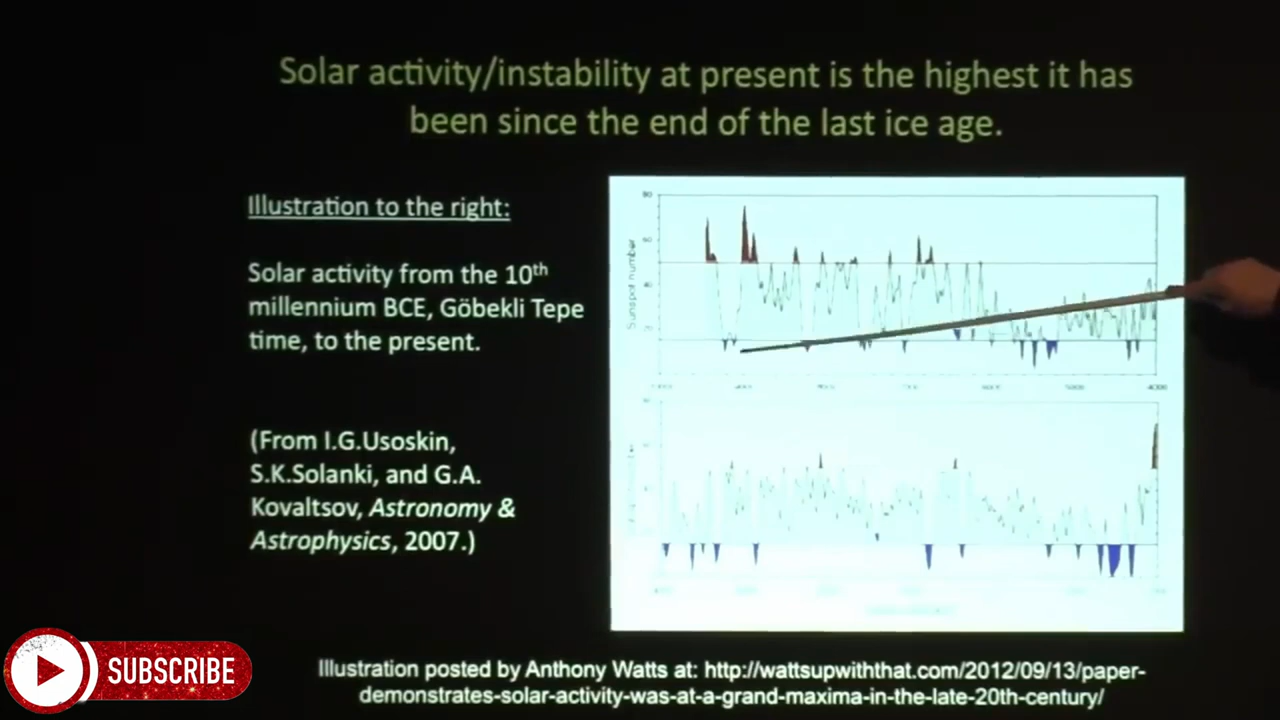 Solar activity/instability at present is the highest it has
been since the end of the last ice age.
Illustration to the right:
Solar activity from the 10th
millennium BCE, Göbekli Tepe
time, to the present.
(From I.G.Usoskin,
S.K.Solanki, and G.A.
Kovaltsov, Astronomy &
Astrophysics, 2007.)
80
60
Sunspot number
4000
Illustration posted by Anthony Watts at: http://wattsupwiththat.com/2012/09/13/paper-
demonstrates-solar-activity-was-at-a-grand-maxima-in-the-late-20th-century/
SUBSCRIBE